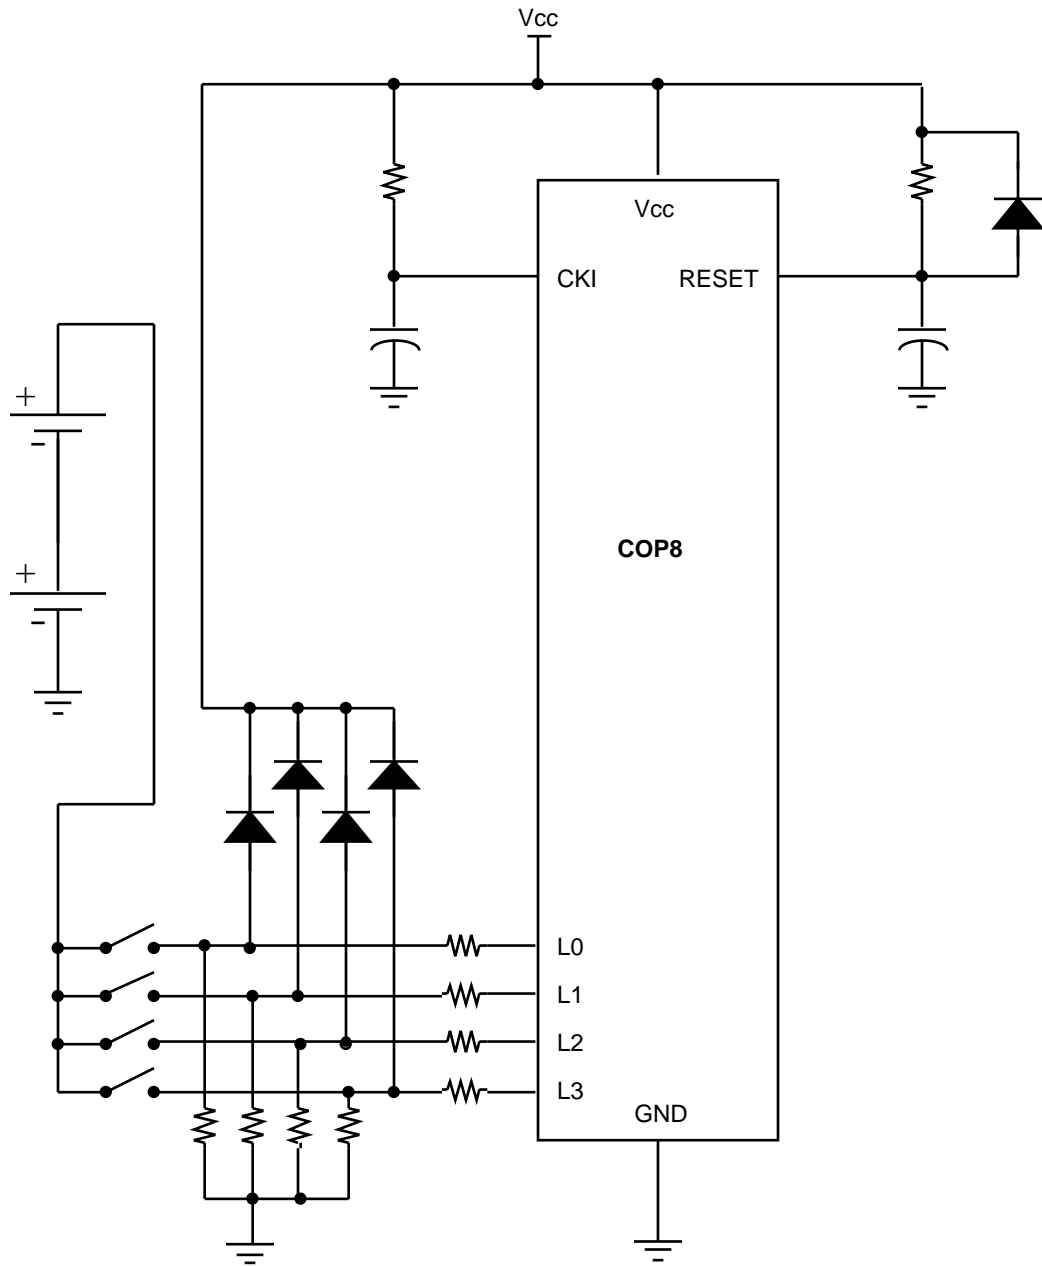 Vcc
Vcc
CKI RESET
+
-
COP8
+
-
L0
L1
L2
L3
GND